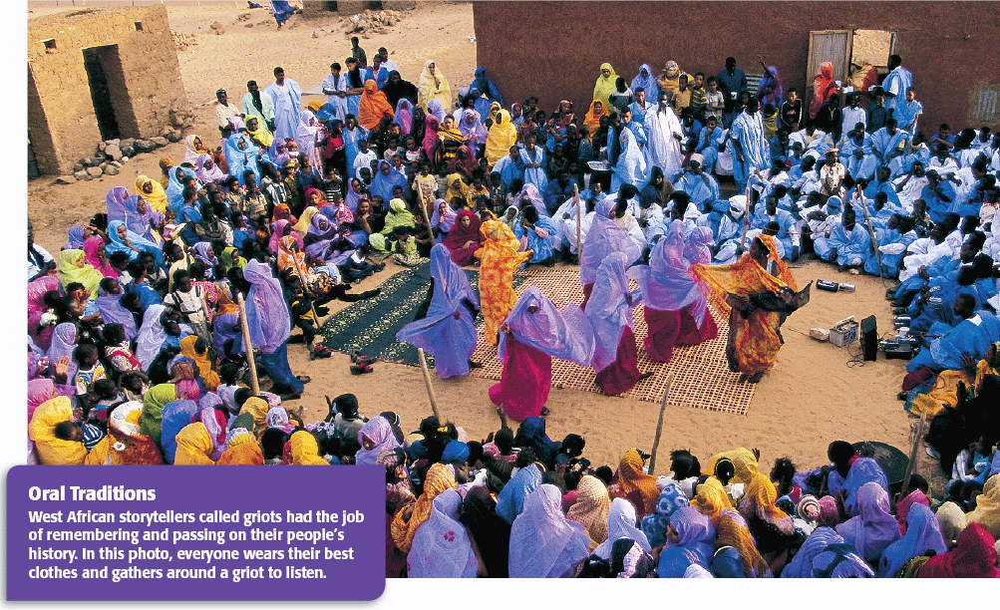 Oral Traditions
West African storytellers called griots had the job
of remembering and passing on their people's
history. In this photo, everyone wears their best
clothes and gathers around a griot to listen.